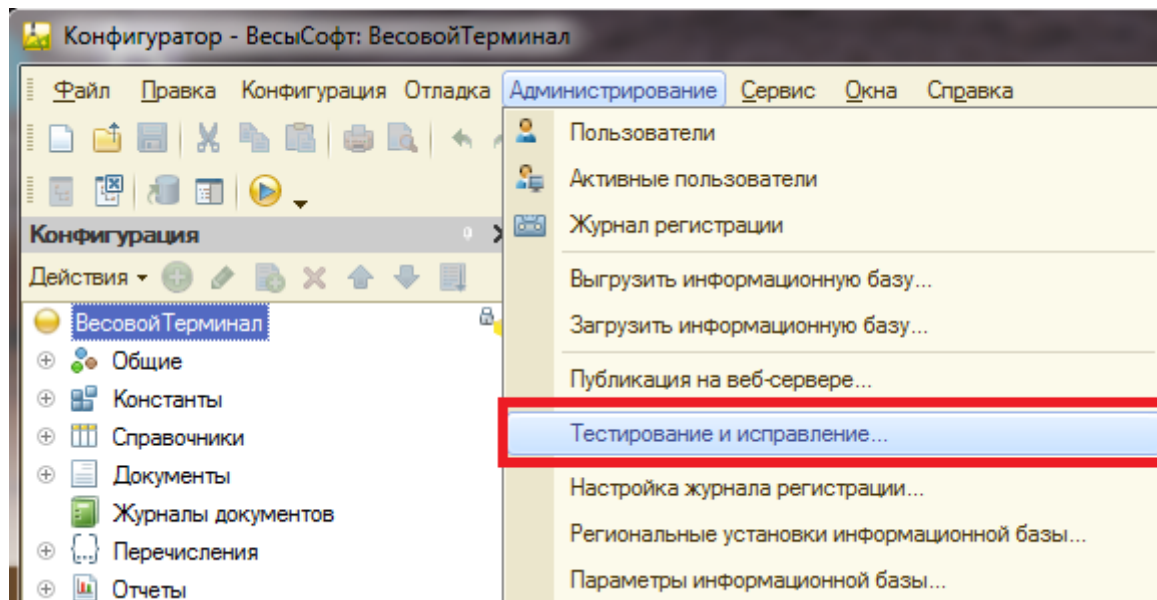 Конфигуратор - ВесыСофт: ВесовойТерминал
Файл Правка Конфигурация Отладка Администрирование Сервис Окна Справка
Пользователи
Активные пользователи
Журнал регистрации
Выгрузить информационную базу...
Загрузить информационную базу...
Публикация на веб-сервере...
Тестирование и исправление...
Настройка журнала регистрации...
Региональные установки информационной базы...
Параметры информационной базы...
Конфигурация
Действия
ВесовойТерминал
Общие
Константы
Справочники
Документы
Журналы документов
Перечисления
Отчеты